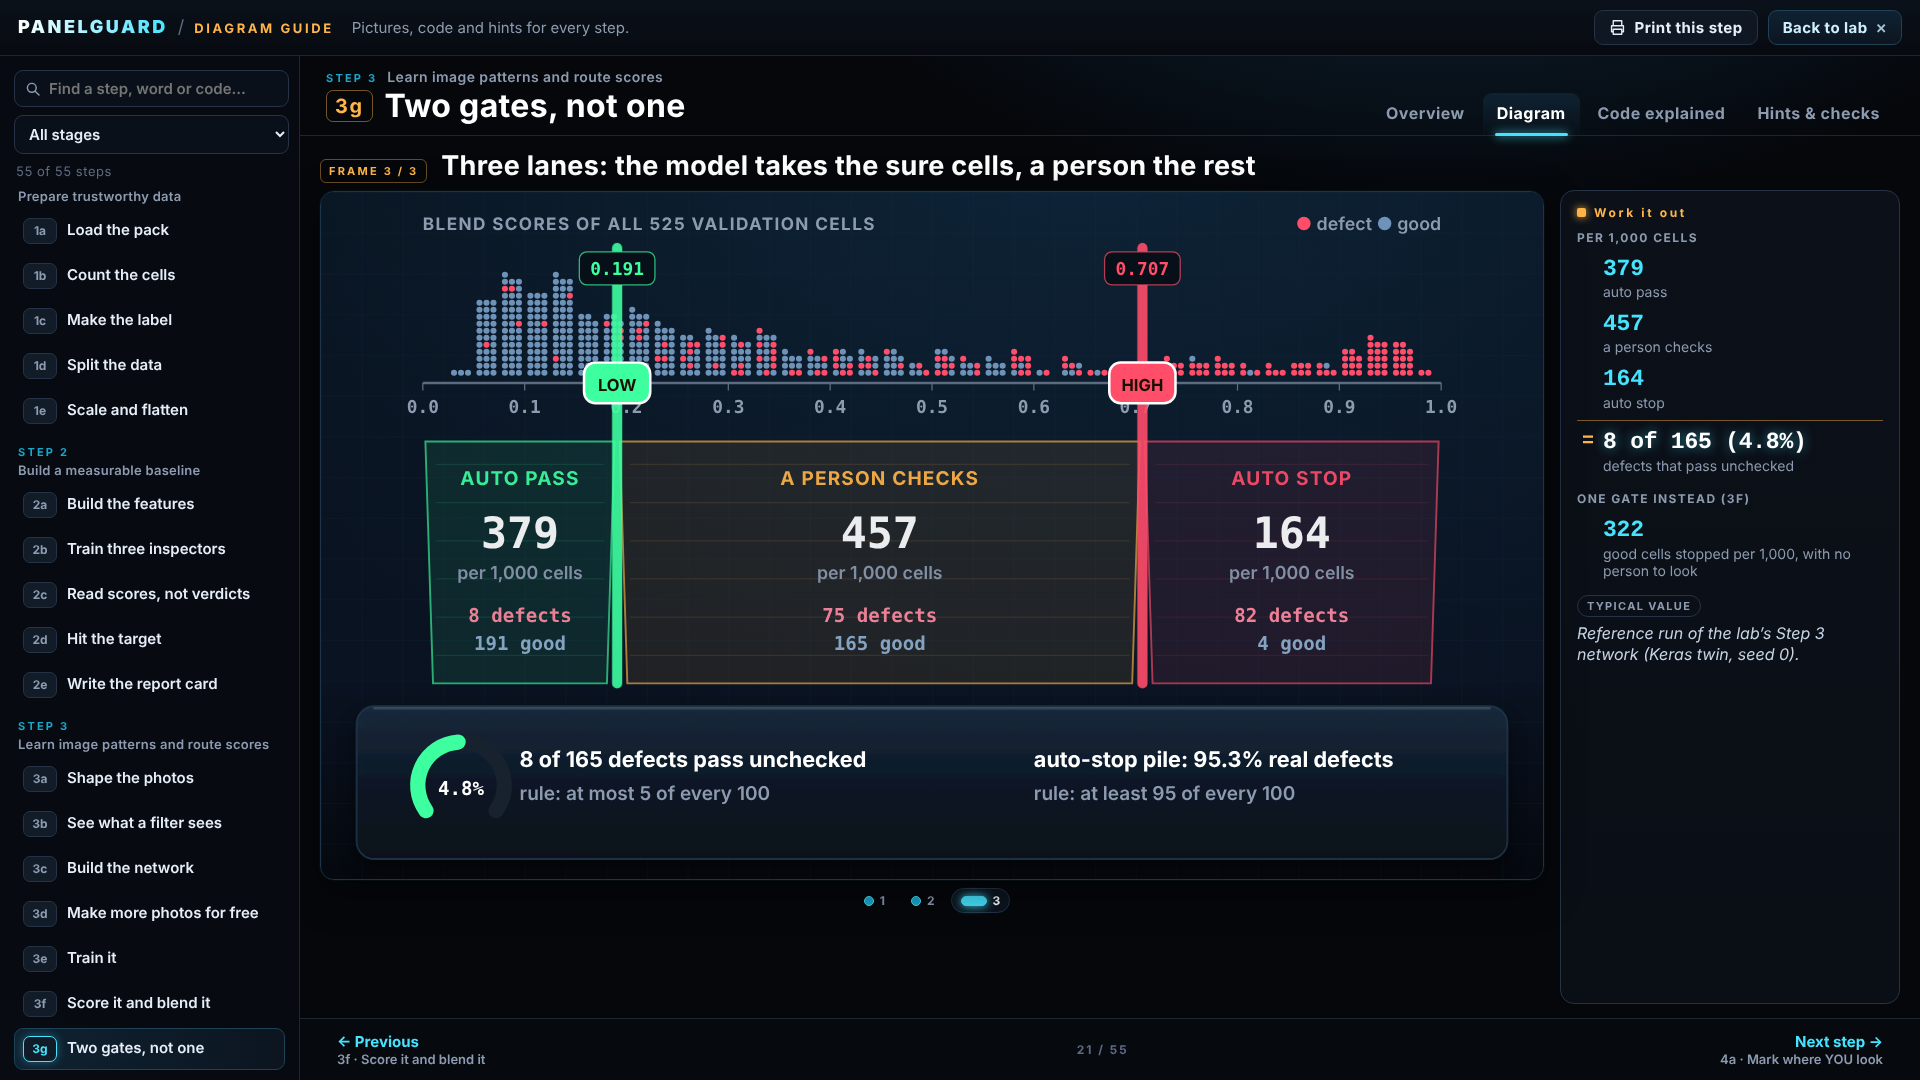 PANELGUARD / DIAGRAM GUIDE Pictures, code and hints for every step.
Print this step
Back to lab ×
Find a step, word or code...
All stages
55 of 55 steps
Prepare trustworthy data
1a Load the pack
1b Count the cells
1c Make the label
1d Split the data
1e Scale and flatten
STEP 2
Build a measurable baseline
2a Build the features
2b Train three inspectors
2c Read scores, not verdicts
2d Hit the target
2e Write the report card
STEP 3
Learn image patterns and route scores
3a Shape the photos
3b See what a filter sees
3c Build the network
3d Make more photos for free
3e Train it
3f Score it and blend it
3g Two gates, not one
STEP 3 Learn image patterns and route scores
3g Two gates, not one
Overview
Diagram
Code explained
Hints & checks
FRAME 3 / 3 Three lanes: the model takes the sure cells, a person the rest
BLEND SCORES OF ALL 525 VALIDATION CELLS
defect good
0.191
0.707
LOW
HIGH
0.0 0.1 0.2 0.3 0.4 0.5 0.6 0.7 0.8 0.9 1.0
AUTO PASS
379
per 1,000 cells
8 defects
191 good
A PERSON CHECKS
457
per 1,000 cells
75 defects
165 good
AUTO STOP
164
per 1,000 cells
82 defects
4 good
4.8%
8 of 165 defects pass unchecked
rule: at most 5 of every 100
auto-stop pile: 95.3% real defects
rule: at least 95 of every 100
1 2 3
Work it out
PER 1,000 CELLS
379
auto pass
457
a person checks
164
auto stop
= 8 of 165 (4.8%)
defects that pass unchecked
ONE GATE INSTEAD (3F)
322
good cells stopped per 1,000, with no
person to look
TYPICAL VALUE
Reference run of the lab's Step 3
network (Keras twin, seed 0).
← Previous
3f · Score it and blend it
21 / 55
Next step →
4a · Mark where YOU look